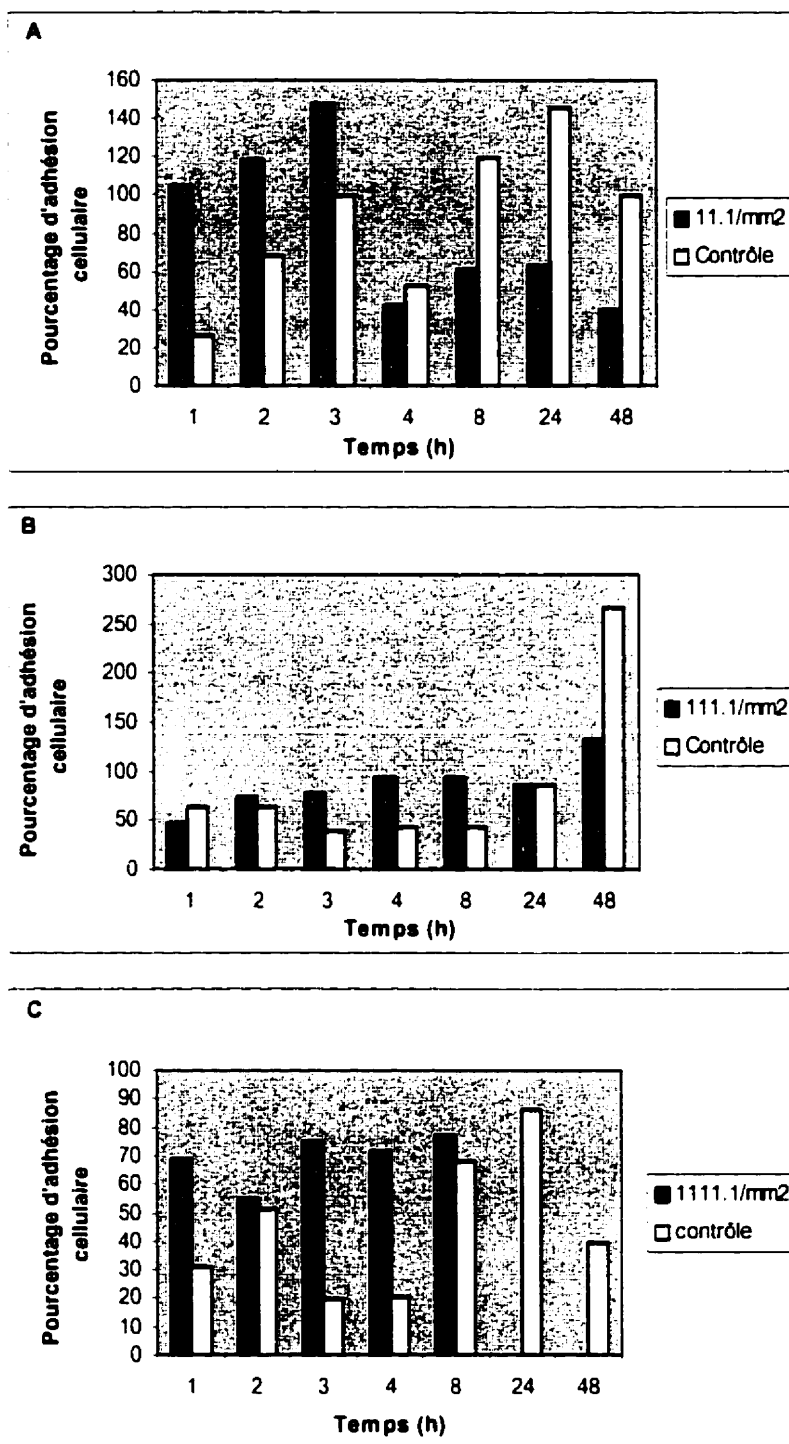 A
Pourcentage d'adhésion
cellulaire
160
140
120
100
80
60
40
20
0
1 2 3 4 8 24 48
Temps (h)
11.1/mm2
Contrôle
B
Pourcentage d'adhésion
cellulaire
300
250
200
150
100
50
0
1 2 3 4 8 24 48
Temps (h)
111.1/mm2
Contrôle
C
Pourcentage d'adhésion
cellulaire
100
90
80
70
60
50
40
30
20
10
0
1 2 3 4 8 24 48
Temps (h)
1111.1/mm2
contrôle